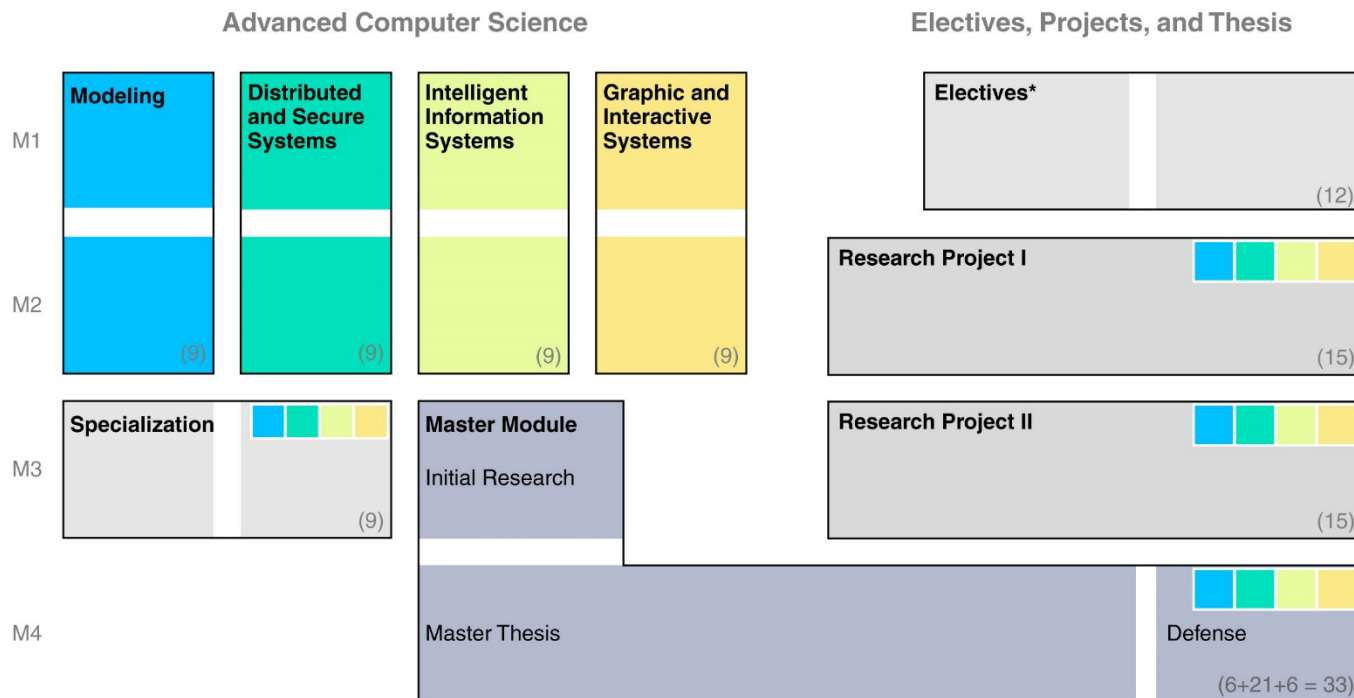 Advanced Computer Science
Electives, Projects, and Thesis
M1
Modeling
Distributed
and Secure
Systems
Intelligent
Information
Systems
Graphic and
Interactive
Systems
Electives*
(12)
M2
(9)
(9)
(9)
(9)
Research Project I
(15)
M3
Specialization
(9)
Master Module
Initial Research
Research Project II
(15)
M4
Master Thesis
Defense
(6+21+6 = 33)